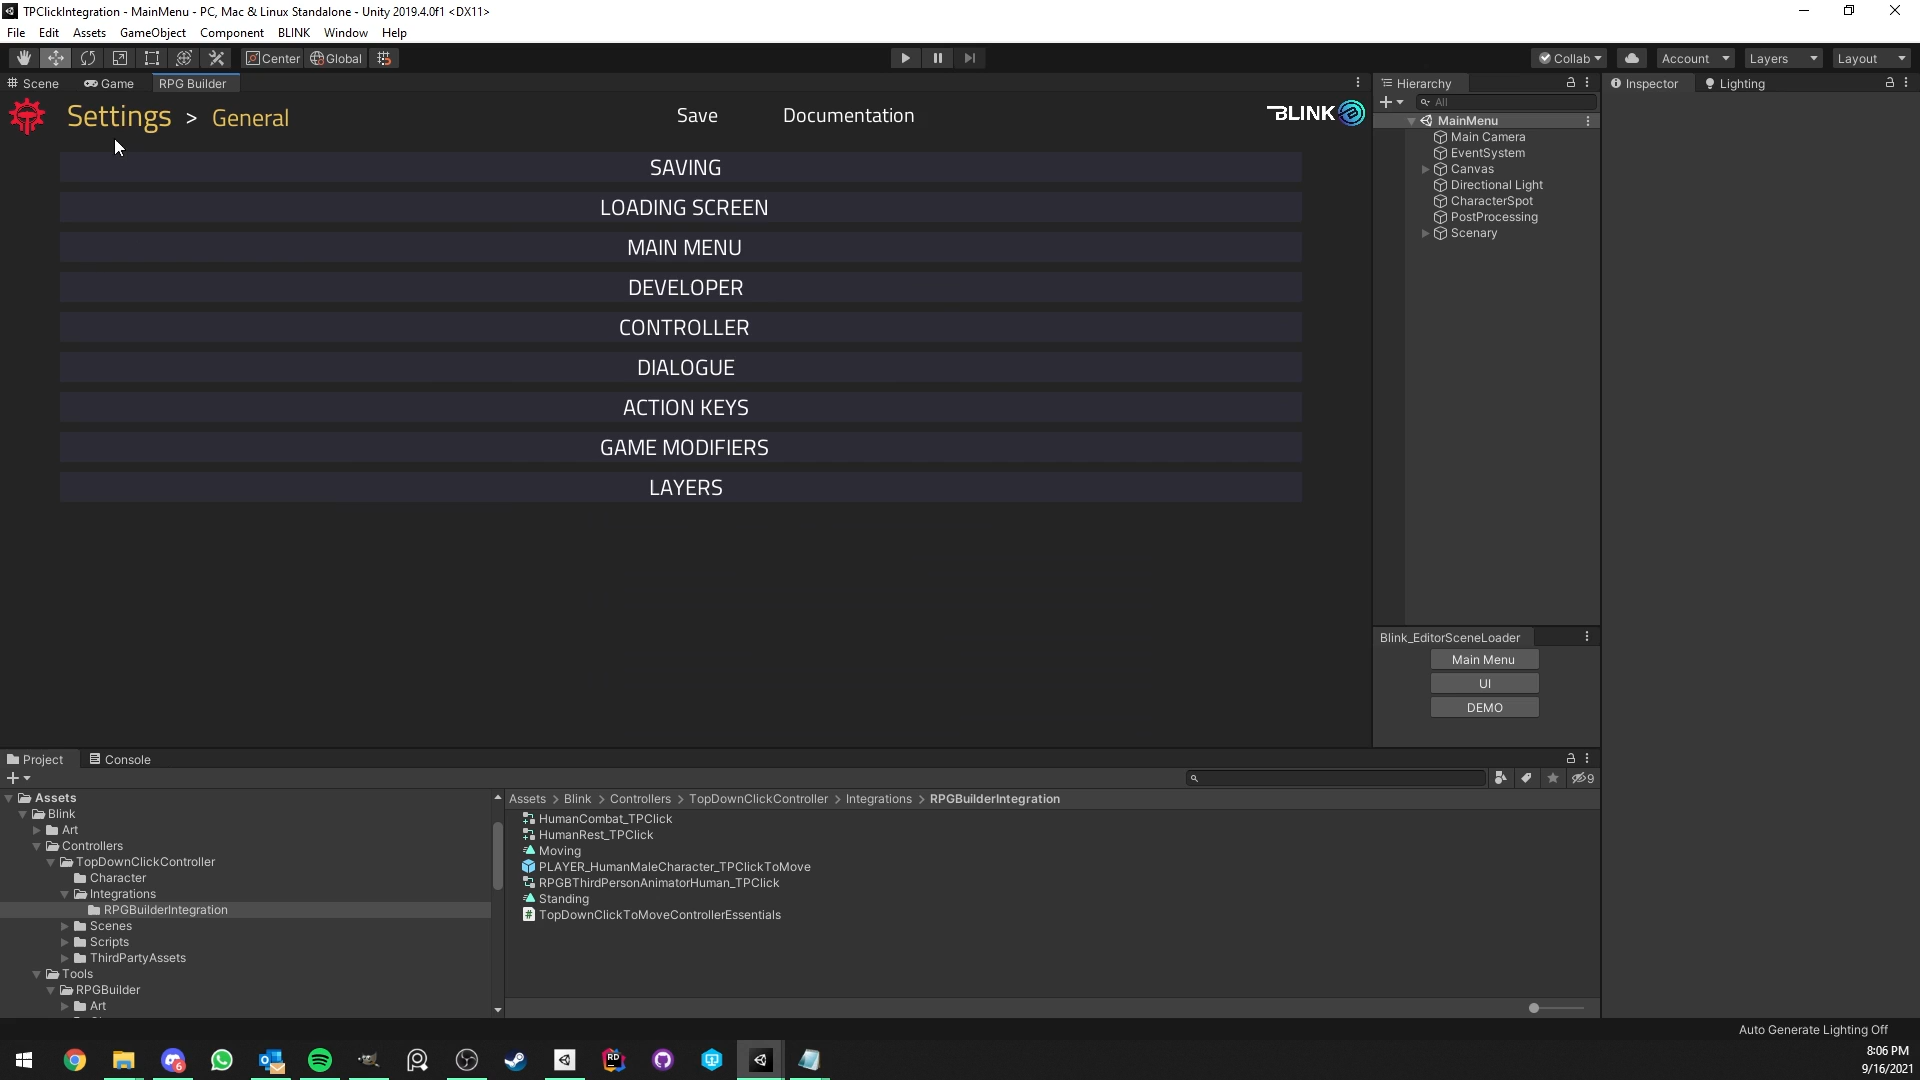 TPClickIntegration - MainMenu - PC, Mac & Linux Standalone - Unity 2019.4.0f1 <DX11>
File Edit Assets GameObject Component BLINK Window Help
Center Global Collab Account Layers Layout
Scene Game RPG Builder
Settings > General Save Documentation BLINK
SAVING
LOADING SCREEN
MAIN MENU
DEVELOPER
CONTROLLER
DIALOGUE
ACTION KEYS
GAME MODIFIERS
LAYERS
Hierarchy
All
MainMenu
Main Camera
EventSystem
Canvas
Directional Light
CharacterSpot
PostProcessing
Scenary
Blink_EditorSceneLoader
Main Menu
UI
DEMO
Inspector Lighting
Project Console
9
Assets
Blink
Art
Controllers
TopDownClickController
Character
Integrations
RPGBuilderIntegration
Scenes
Scripts
ThirdPartyAssets
Tools
RPGBuilder
Art
Assets > Blink > Controllers > TopDownClickController > Integrations > RPGBuilderIntegration
HumanCombat_TPClick
HumanRest_TPClick
Moving
PLAYER_HumanMaleCharacter_TPClickToMove
RPGBThirdPersonAnimatorHuman_TPClick
Standing
TopDownClickToMoveControllerEssentials
Auto Generate Lighting Off
6
RD
8:06 PM
9/16/2021